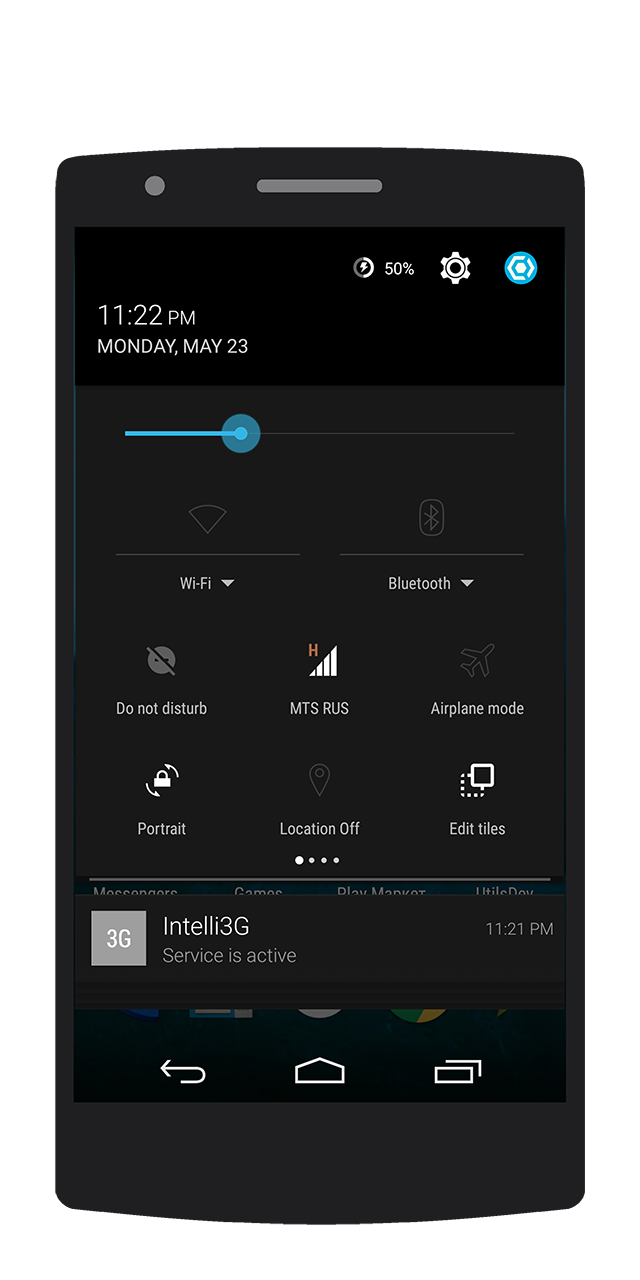 50%
11:22 PM
MONDAY, MAY 23
Wi-Fi
Bluetooth
H
Do not disturb
MTS RUS
Airplane mode
Portrait
Location Off
Edit tiles
Messengers Games Play Маркет UtilsDev
3G
Intelli3G
11:21 PM
Service is active